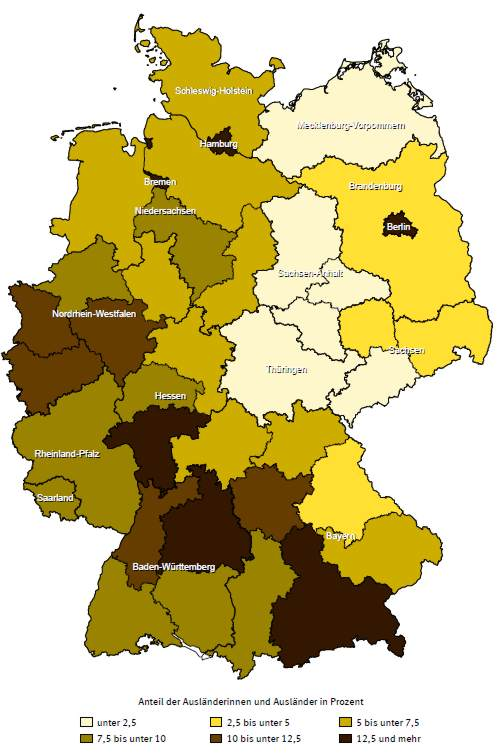 Schleswig-Holstein
Mecklenburg-Vorpommern
Hamburg
Bremen
Brandenburg
Niedersachsen
Berlin
Sachsen-Anhalt
Nordrhein-Westfalen
Sachsen
Thüringen
Hessen
Rheinland-Pfalz
Saarland
Bayern
Baden-Württemberg
Anteil der Ausländerinnen und Ausländer in Prozent
unter 2,5 2,5 bis unter 5 5 bis unter 7,5
7,5 bis unter 10 10 bis unter 12,5 12,5 und mehr